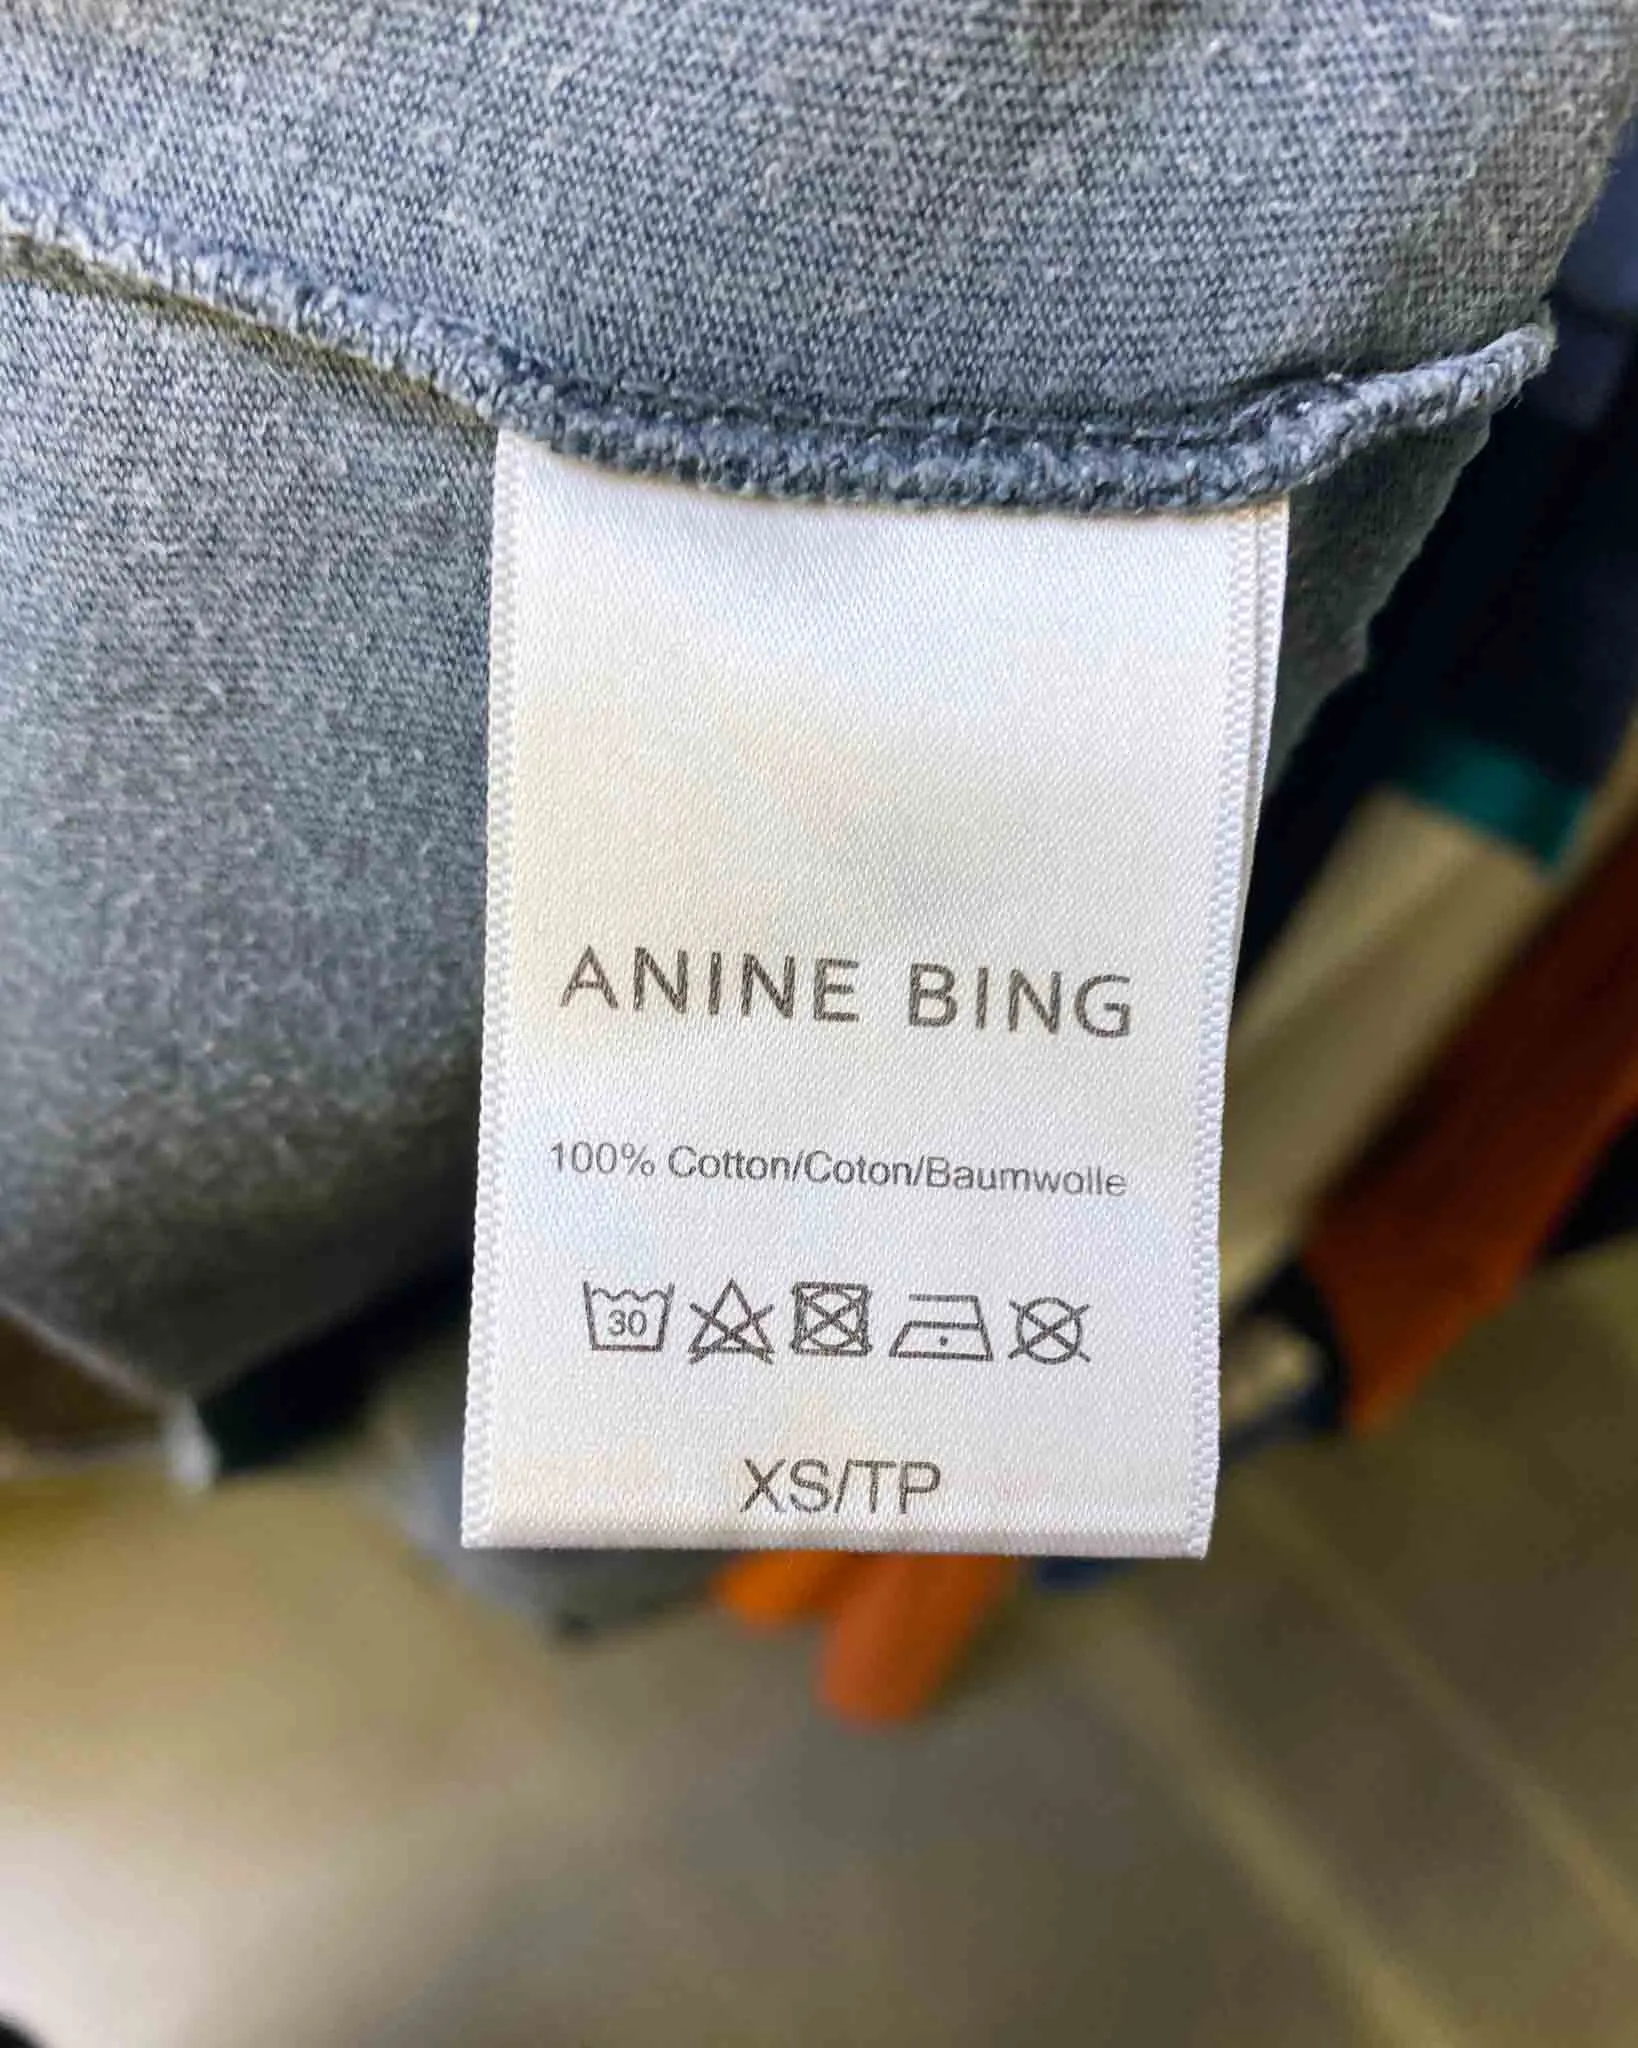 ANINE BING
100% Cotton/Coton/Baumwolle
30
XS/TP